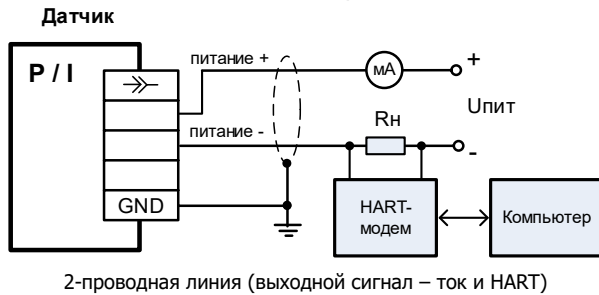 Датчик
P / I
питание +
мА
+
Uпит
питание -
Rн
-
GND
HART-
модем
Компьютер
2-проводная линия (выходной сигнал – ток и HART)